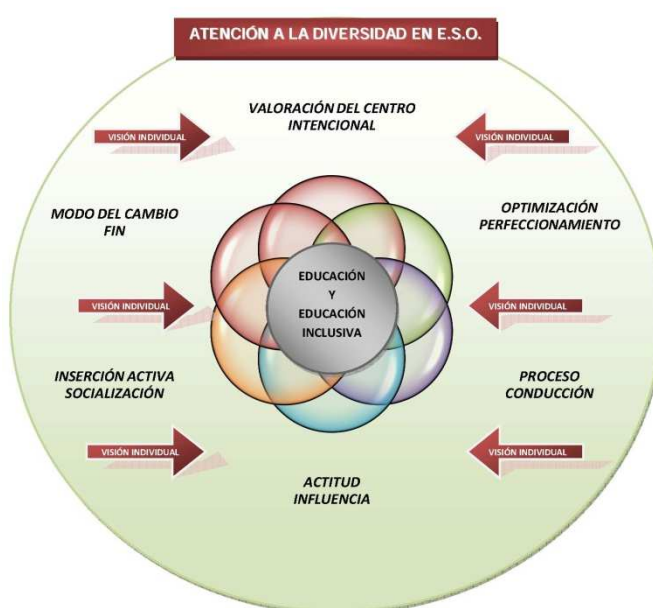 ATENCIÓN A LA DIVERSIDAD EN E.S.O.
VALORACIÓN DEL CENTRO
INTENCIONAL
VISIÓN INDIVIDUAL
VISIÓN INDIVIDUAL
MODO DEL CAMBIO
FIN
OPTIMIZACIÓN
PERFECCIONAMIENTO
EDUCACIÓN
Y
EDUCACIÓN
INCLUSIVA
VISIÓN INDIVIDUAL
VISIÓN INDIVIDUAL
INSERCIÓN ACTIVA
SOCIALIZACIÓN
PROCESO
CONDUCCIÓN
VISIÓN INDIVIDUAL
VISIÓN INDIVIDUAL
ACTITUD
INFLUENCIA